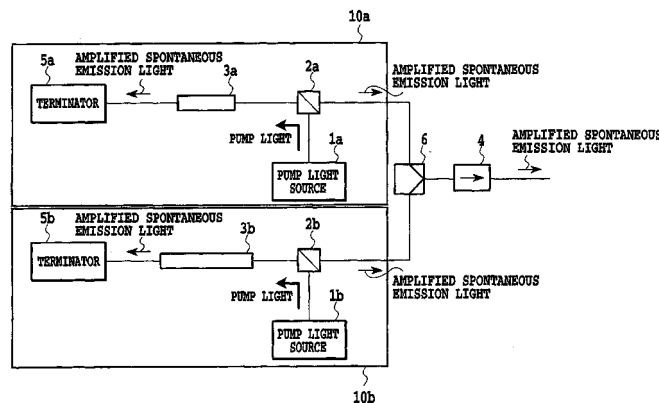 10a
5a
AMPLIFIED SPONTANEOUS
EMISSION LIGHT
3a
2a
AMPLIFIED SPONTANEOUS
EMISSION LIGHT
TERMINATOR
PUMP LIGHT
1a
PUMP LIGHT
SOURCE
6
4
AMPLIFIED SPONTANEOUS
EMISSION LIGHT
5b
AMPLIFIED SPONTANEOUS
EMISSION LIGHT
3b
2b
TERMINATOR
AMPLIFIED SPONTANEOUS
EMISSION LIGHT
PUMP LIGHT
1b
PUMP LIGHT
SOURCE
10b